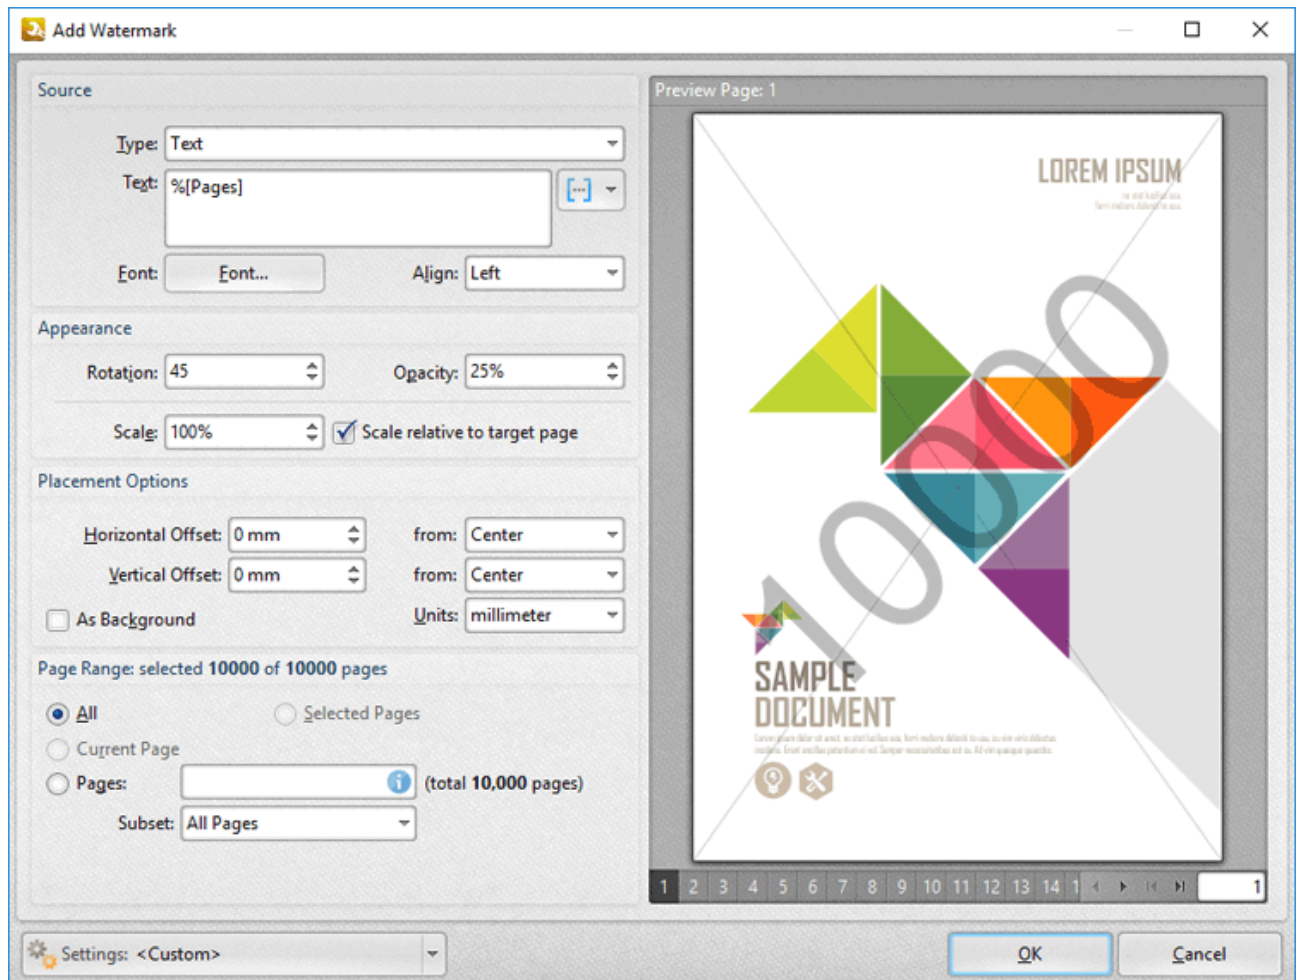 Add Watermark
Source
Type: Text
Text: %[Pages]
Font: Font...
Align: Left
Appearance
Rotation: 45
Opacity: 25%
Scale: 100%
Scale relative to target page
Placement Options
Horizontal Offset: 0 mm
from: Center
Vertical Offset: 0 mm
from: Center
As Background
Units: millimeter
Page Range: selected 10000 of 10000 pages
All
Selected Pages
Current Page
Pages:
(total 10,000 pages)
Subset: All Pages
Preview Page: 1
LOREM IPSUM
10000
SAMPLE
DOCUMENT
1 2 3 4 5 6 7 8 9 10 11 12 13 14 1
1
Settings: <Custom>
OK
Cancel